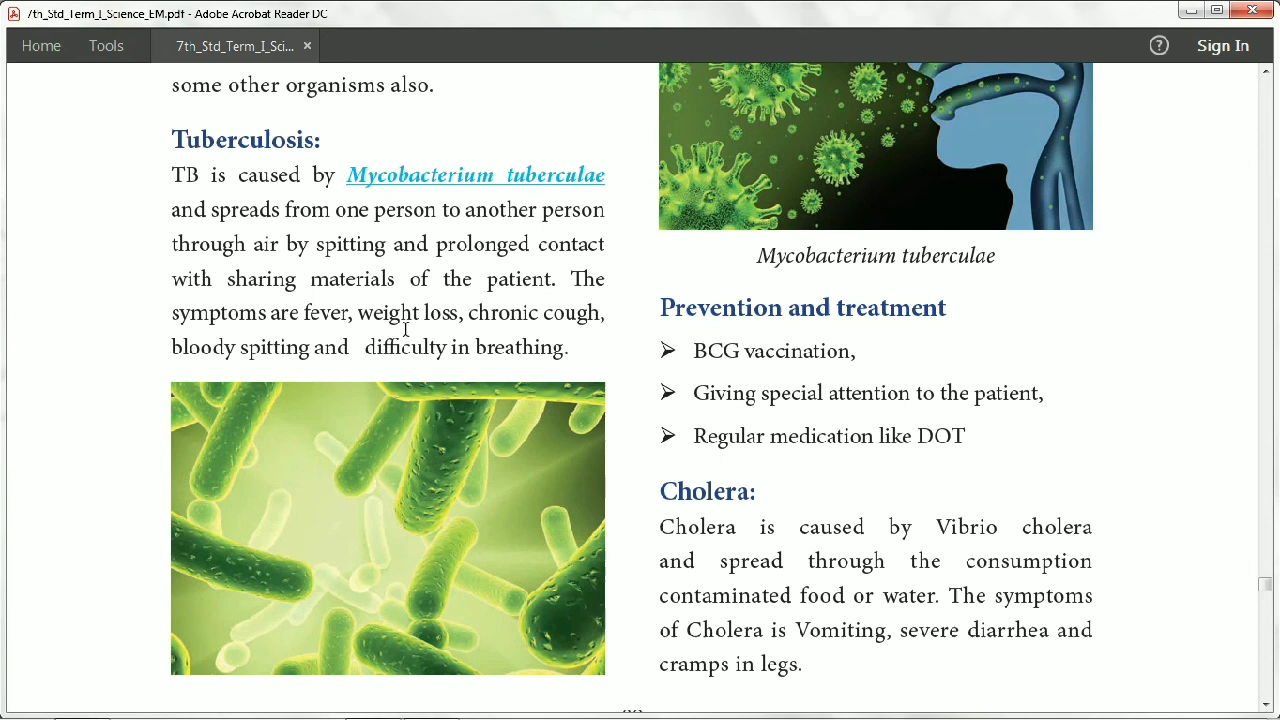 7th_Std_Term_I_Science_EM.pdf - Adobe Acrobat Reader DC
Home Tools 7th_Std_Term_I_Sci... × ? Sign In
some other organisms also.
Tuberculosis:
TB is caused by Mycobacterium tuberculae
and spreads from one person to another person
through air by spitting and prolonged contact
with sharing materials of the patient. The
symptoms are fever, weight loss, chronic cough,
bloody spitting and difficulty in breathing.
Mycobacterium tuberculae
Prevention and treatment
➢ BCG vaccination,
➢ Giving special attention to the patient,
➢ Regular medication like DOT
Cholera:
Cholera is caused by Vibrio cholera
and spread through the consumption
contaminated food or water. The symptoms
of Cholera is Vomiting, severe diarrhea and
cramps in legs.